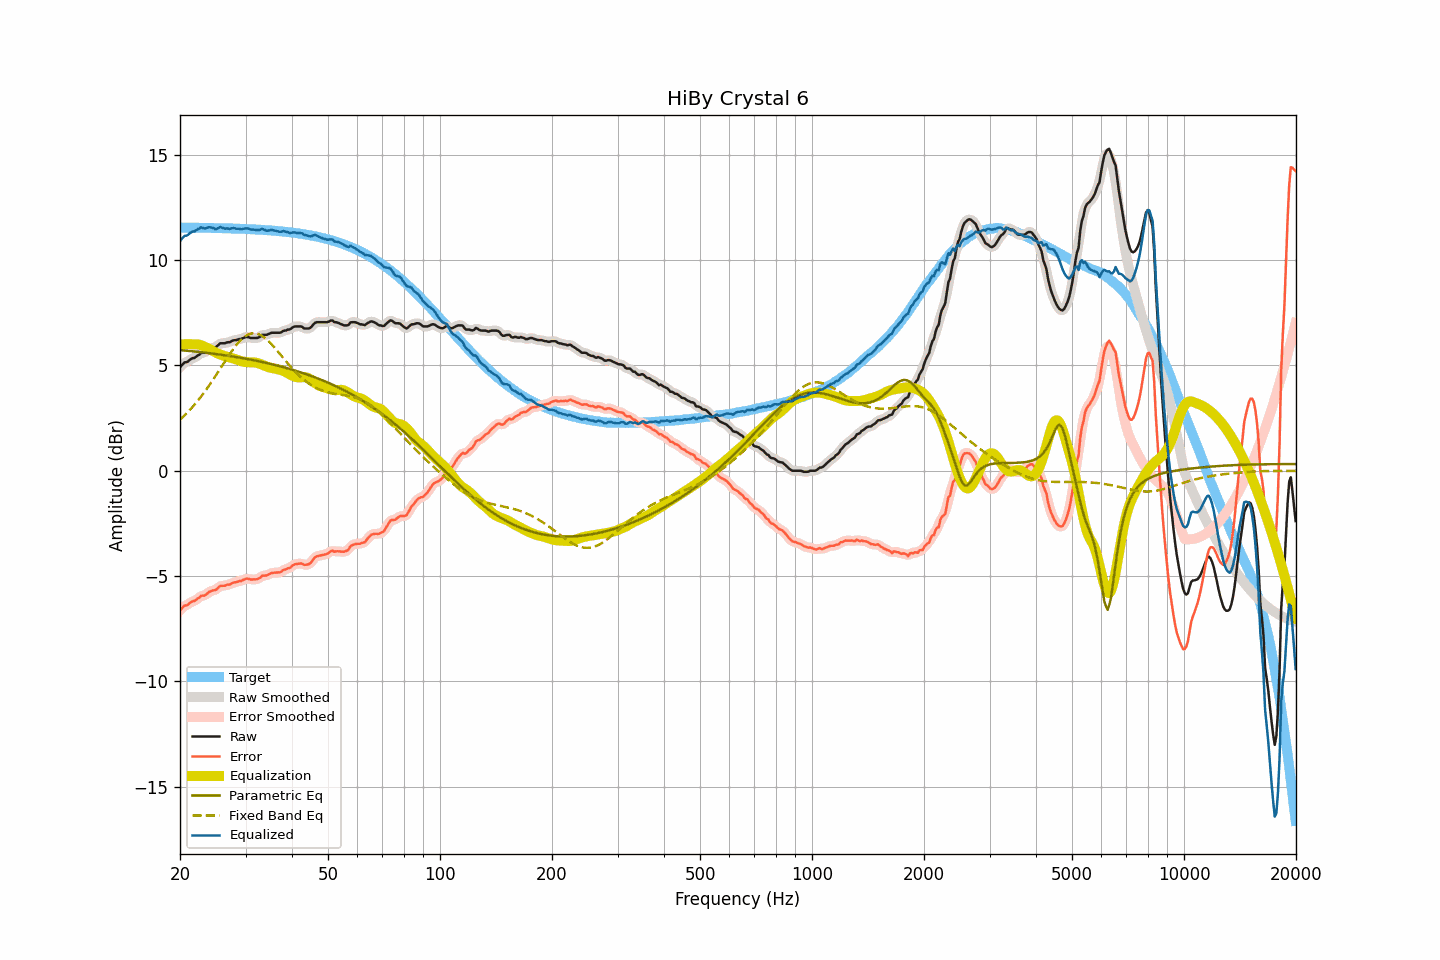 HiBy Crystal 6
Amplitude (dBr)
15
10
5
0
−5
−10
−15
Target
Raw Smoothed
Error Smoothed
Raw
Error
Equalization
Parametric Eq
Fixed Band Eq
Equalized
20 50 100 200 500 1000 2000 5000 10000 20000
Frequency (Hz)